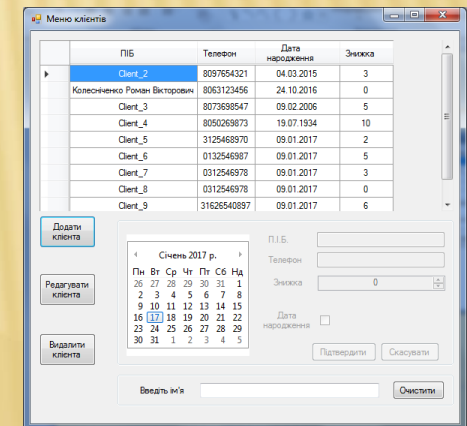 Меню клієнтів
ПІБ Телефон Дата народження Знижка
Client_2 8097654321 04.03.2015 3
Колесніченко Роман Вікторович 8063123456 24.10.2016 0
Client_3 8073698547 09.02.2006 5
Client_4 8050269873 19.07.1934 10
Client_5 3125468970 09.01.2017 2
Client_6 0132546987 09.01.2017 5
Client_7 0312546978 09.01.2017 3
Client_8 0312546978 09.01.2017 0
Client_9 31626540897 09.01.2017 6
Додати клієнта
Редагувати клієнта
Видалити клієнта
Січень 2017 р.
Пн Вт Ср Чт Пт Сб Нд
26 27 28 29 30 31 1
2 3 4 5 6 7 8
9 10 11 12 13 14 15
16 17 18 19 20 21 22
23 24 25 26 27 28 29
30 31 1 2 3 4 5
П.І.Б.
Телефон
Знижка 0
Дата народження
Підтвердити Скасувати
Введіть ім'я Очистити